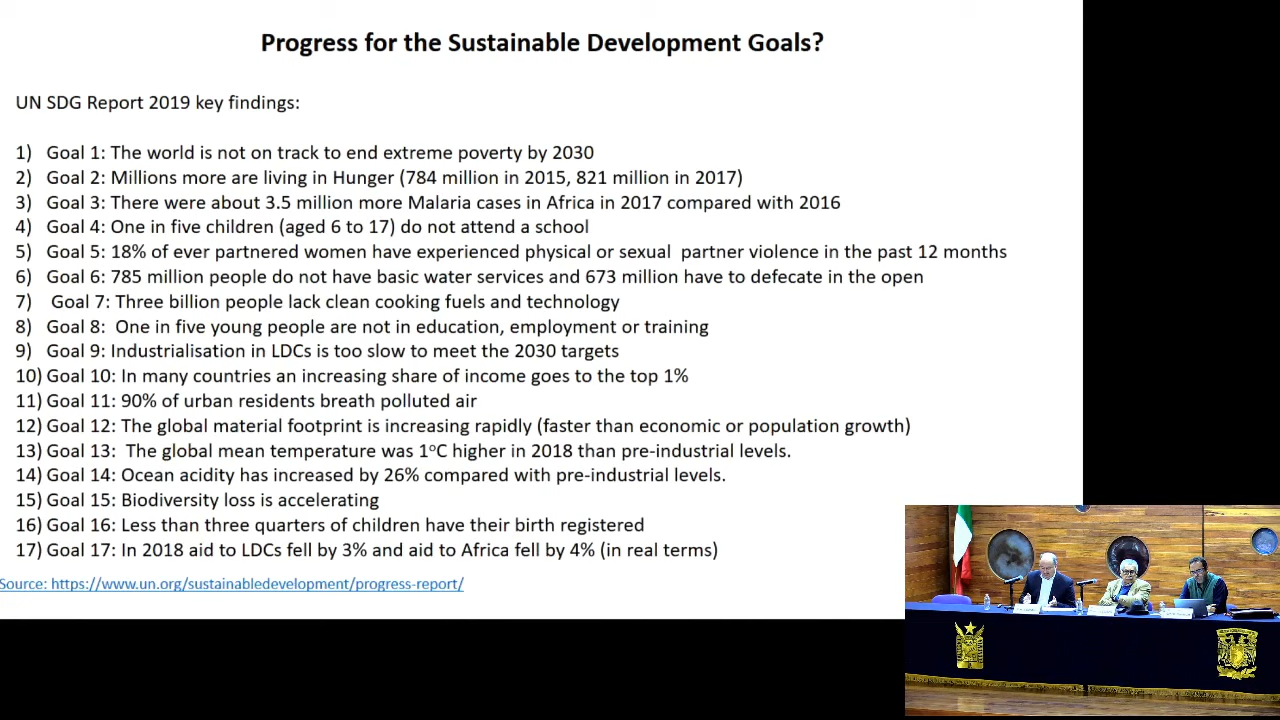 Progress for the Sustainable Development Goals?
UN SDG Report 2019 key findings:
1) Goal 1: The world is not on track to end extreme poverty by 2030
2) Goal 2: Millions more are living in Hunger (784 million in 2015, 821 million in 2017)
3) Goal 3: There were about 3.5 million more Malaria cases in Africa in 2017 compared with 2016
4) Goal 4: One in five children (aged 6 to 17) do not attend a school
5) Goal 5: 18% of ever partnered women have experienced physical or sexual partner violence in the past 12 months
6) Goal 6: 785 million people do not have basic water services and 673 million have to defecate in the open
7) Goal 7: Three billion people lack clean cooking fuels and technology
8) Goal 8: One in five young people are not in education, employment or training
9) Goal 9: Industrialisation in LDCs is too slow to meet the 2030 targets
10) Goal 10: In many countries an increasing share of income goes to the top 1%
11) Goal 11: 90% of urban residents breath polluted air
12) Goal 12: The global material footprint is increasing rapidly (faster than economic or population growth)
13) Goal 13: The global mean temperature was 1°C higher in 2018 than pre-industrial levels.
14) Goal 14: Ocean acidity has increased by 26% compared with pre-industrial levels.
15) Goal 15: Biodiversity loss is accelerating
16) Goal 16: Less than three quarters of children have their birth registered
17) Goal 17: In 2018 aid to LDCs fell by 3% and aid to Africa fell by 4% (in real terms)
Source: https://www.un.org/sustainabledevelopment/progress-report/